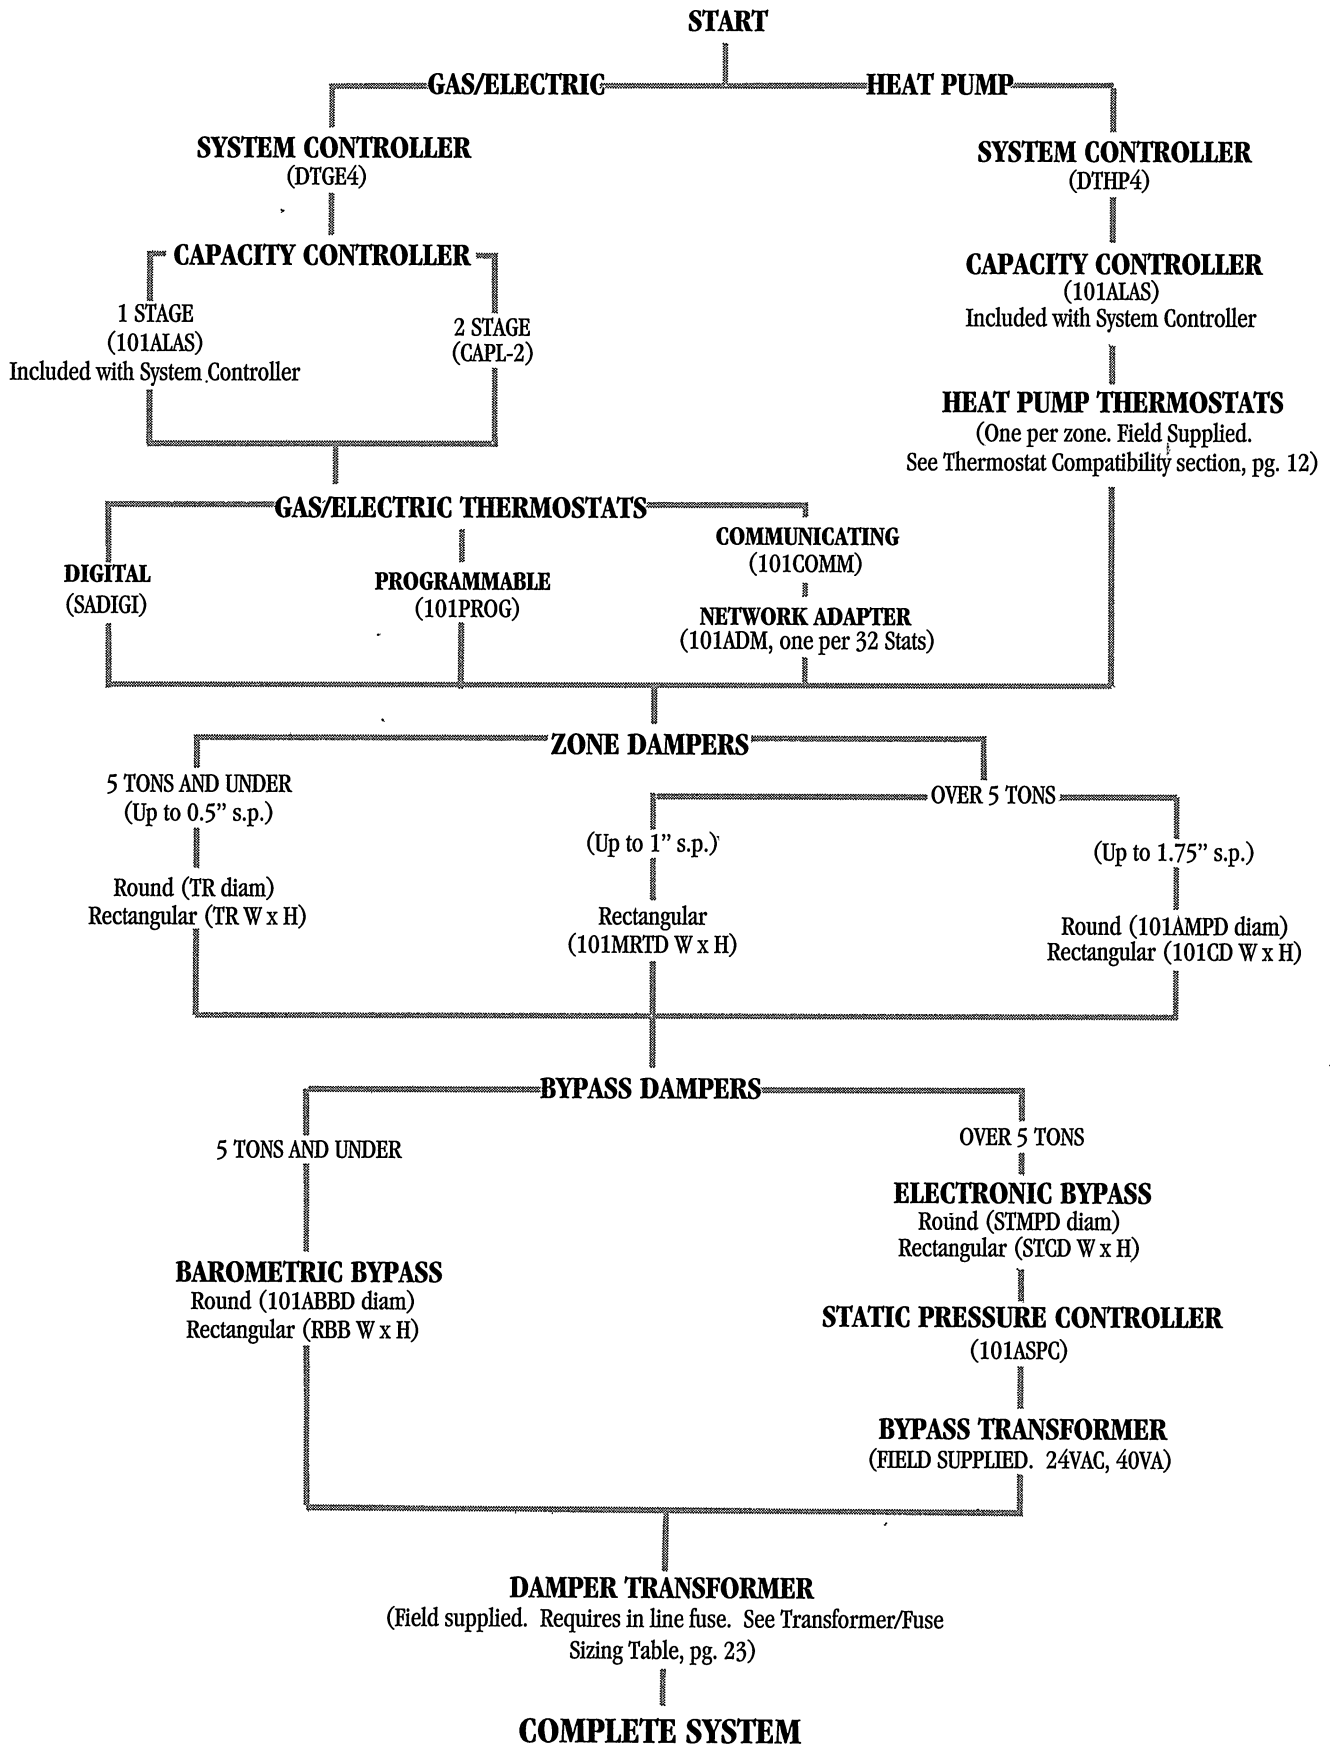 START
GAS/ELECTRIC
HEAT PUMP
SYSTEM CONTROLLER
(DTGE4)
SYSTEM CONTROLLER
(DTHP4)
CAPACITY CONTROLLER
1 STAGE
(101ALAS)
Included with System Controller
2 STAGE
(CAPL-2)
CAPACITY CONTROLLER
(101ALAS)
Included with System Controller
HEAT PUMP THERMOSTATS
(One per zone. Field Supplied.
See Thermostat Compatibility section, pg. 12)
GAS/ELECTRIC THERMOSTATS
DIGITAL
(SADIGI)
PROGRAMMABLE
(101PROG)
COMMUNICATING
(101COMM)
NETWORK ADAPTER
(101ADM, one per 32 Stats)
ZONE DAMPERS
5 TONS AND UNDER
(Up to 0.5” s.p.)
Round (TR diam)
Rectangular (TR W x H)
OVER 5 TONS
(Up to 1” s.p.)
Rectangular
(101MRTD W x H)
(Up to 1.75” s.p.)
Round (101AMPD diam)
Rectangular (101CD W x H)
BYPASS DAMPERS
5 TONS AND UNDER
BAROMETRIC BYPASS
Round (101ABBD diam)
Rectangular (RBB W x H)
OVER 5 TONS
ELECTRONIC BYPASS
Round (STMPD diam)
Rectangular (STCD W x H)
STATIC PRESSURE CONTROLLER
(101ASPC)
BYPASS TRANSFORMER
(FIELD SUPPLIED. 24VAC, 40VA)
DAMPER TRANSFORMER
(Field supplied. Requires in line fuse. See Transformer/Fuse
Sizing Table, pg. 23)
COMPLETE SYSTEM